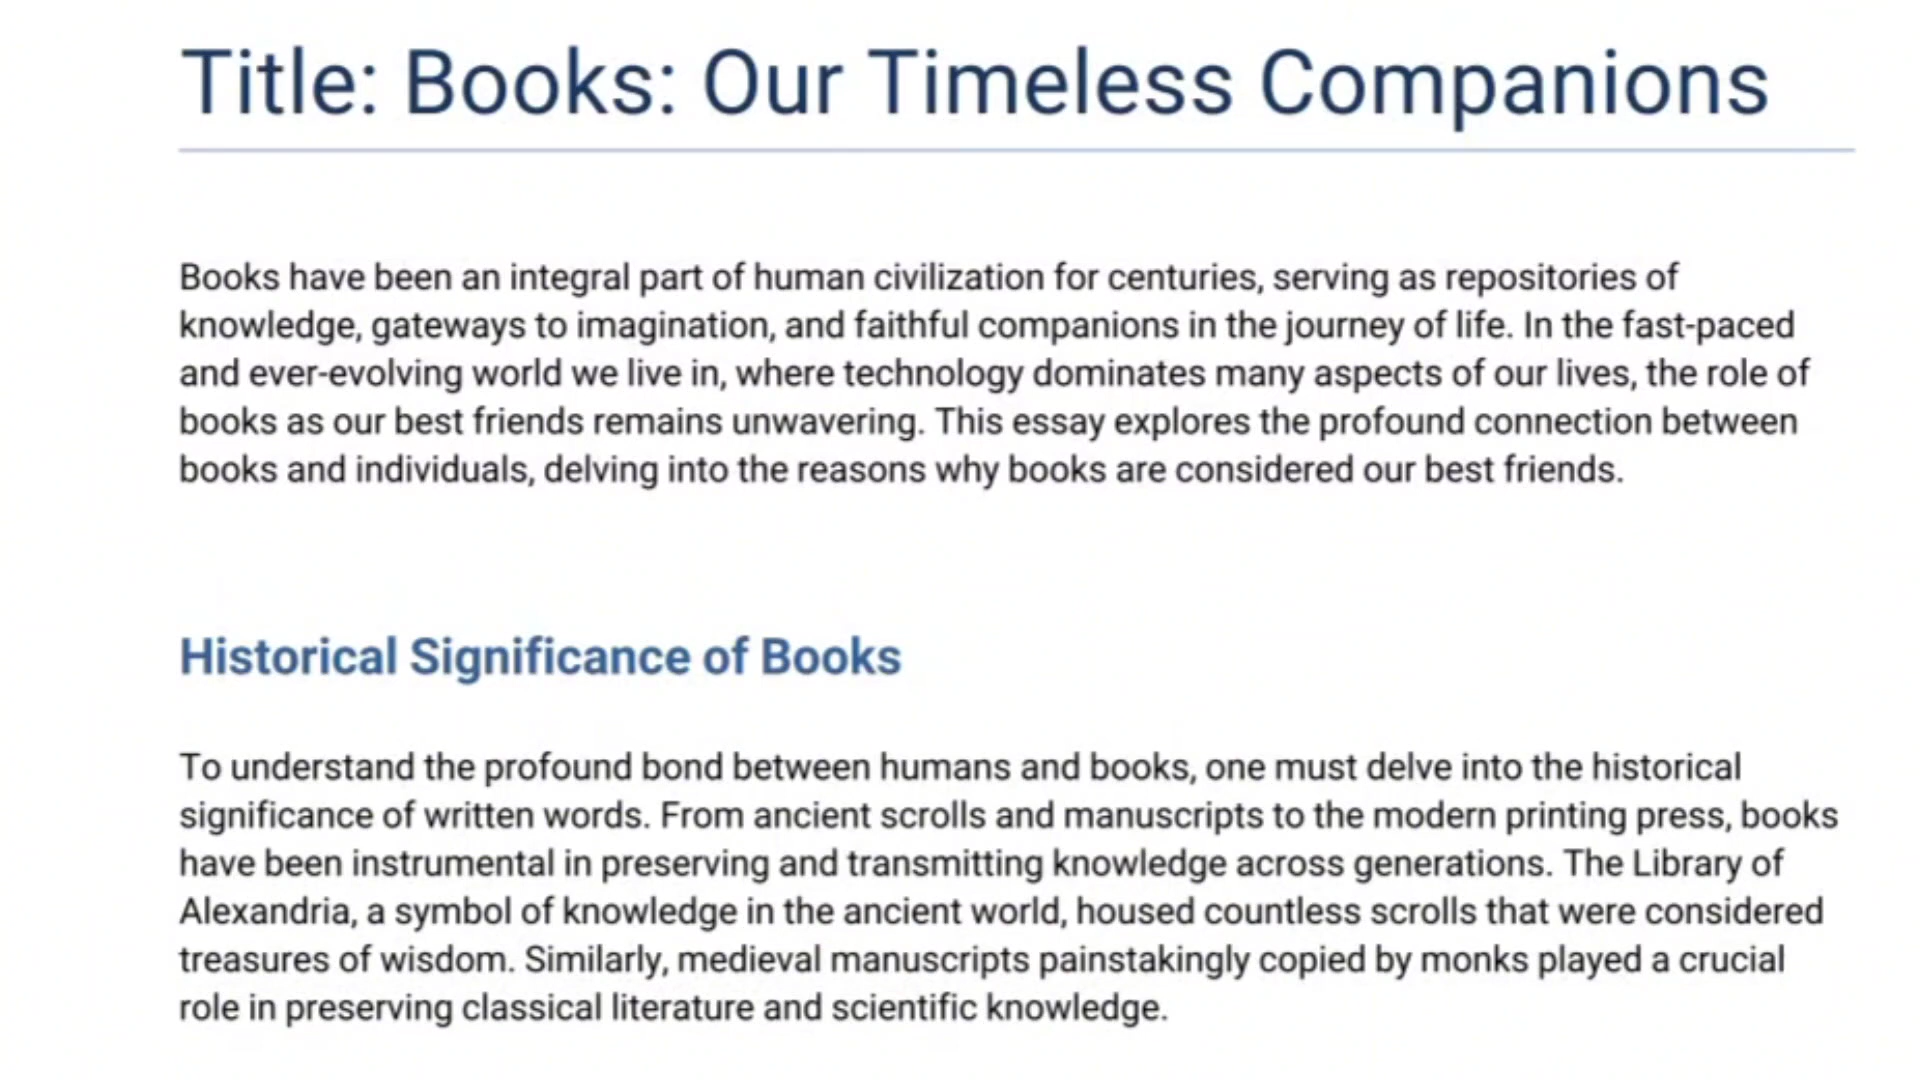 Title: Books: Our Timeless Companions
Books have been an integral part of human civilization for centuries, serving as repositories of
knowledge, gateways to imagination, and faithful companions in the journey of life. In the fast-paced
and ever-evolving world we live in, where technology dominates many aspects of our lives, the role of
books as our best friends remains unwavering. This essay explores the profound connection between
books and individuals, delving into the reasons why books are considered our best friends.
Historical Significance of Books
To understand the profound bond between humans and books, one must delve into the historical
significance of written words. From ancient scrolls and manuscripts to the modern printing press, books
have been instrumental in preserving and transmitting knowledge across generations. The Library of
Alexandria, a symbol of knowledge in the ancient world, housed countless scrolls that were considered
treasures of wisdom. Similarly, medieval manuscripts painstakingly copied by monks played a crucial
role in preserving classical literature and scientific knowledge.